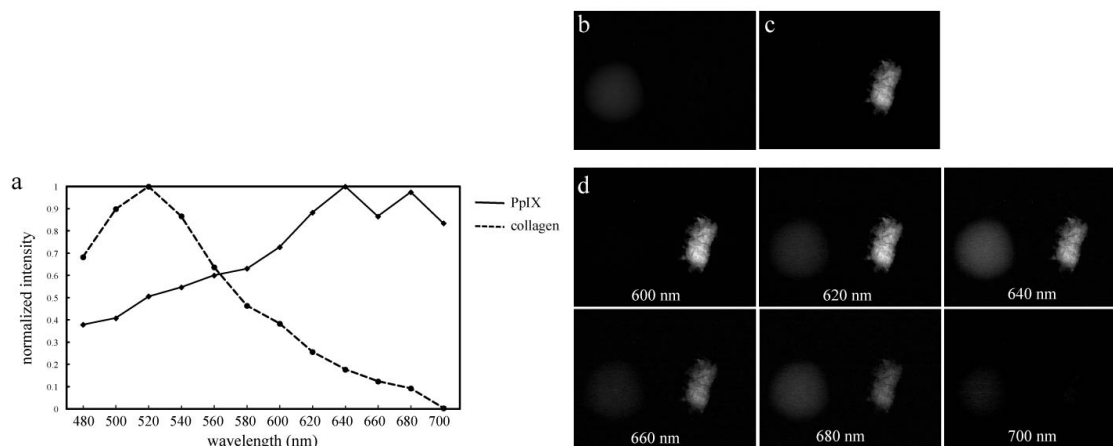 a
normalized intensity
1
0.9
0.8
0.7
0.6
0.5
0.4
0.3
0.2
0.1
0
480 500 520 540 560 580 600 620 640 660 680 700
wavelength (nm)
PpIX
collagen
b
c
d
600 nm
620 nm
640 nm
660 nm
680 nm
700 nm